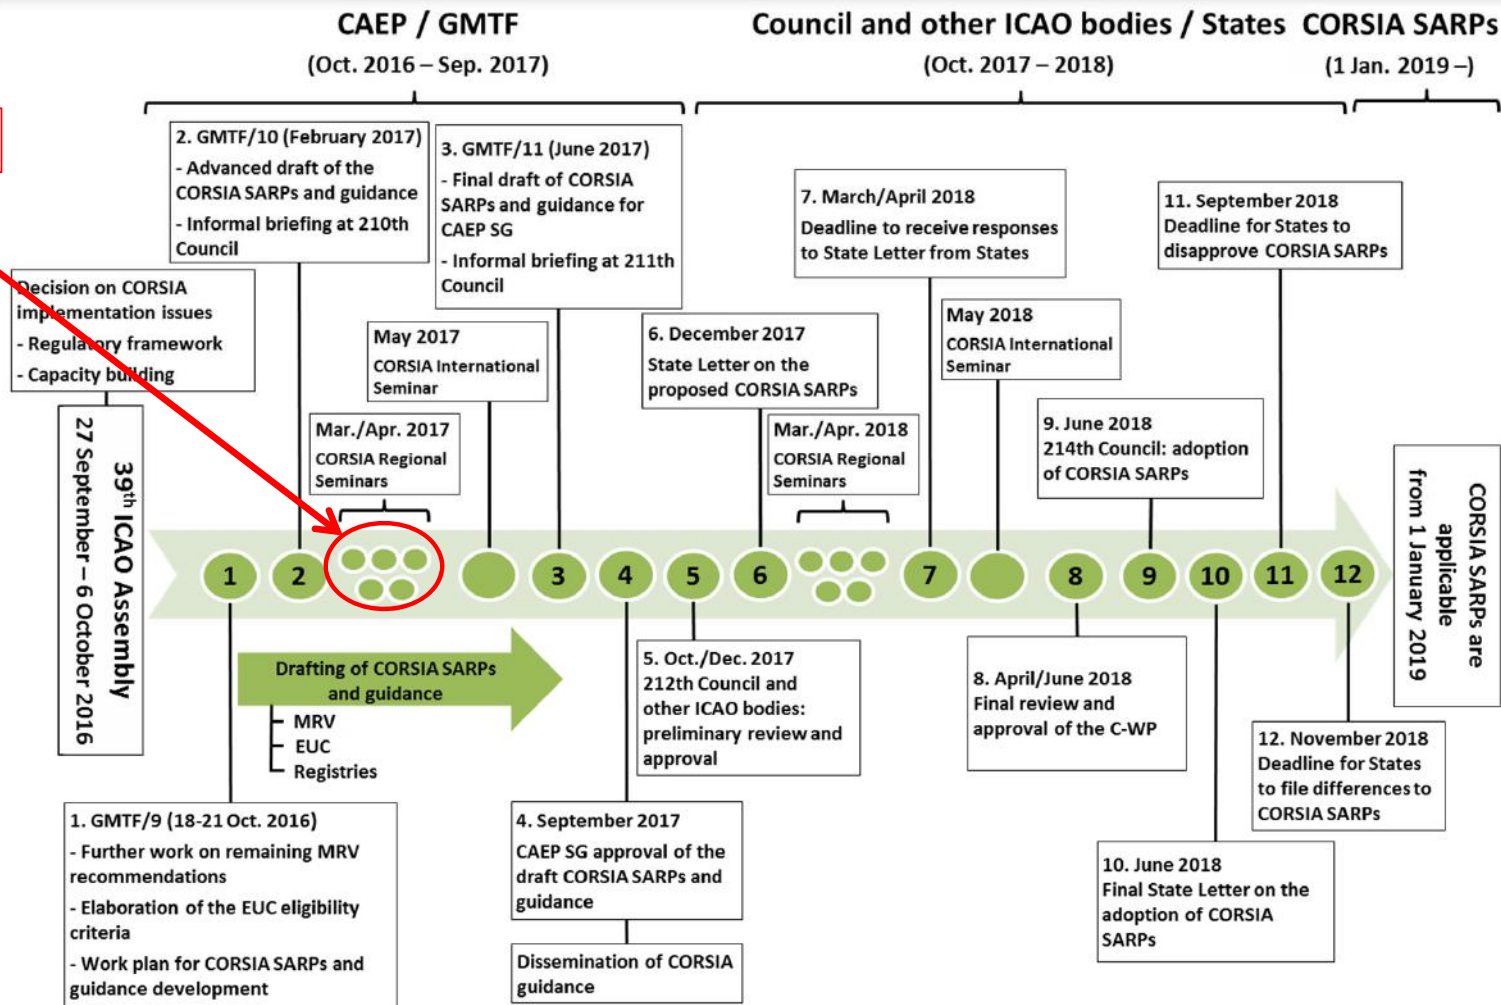 CAEP / GMTF
(Oct. 2016 – Sep. 2017)
Council and other ICAO bodies / States
(Oct. 2017 – 2018)
CORSIA SARPs
(1 Jan. 2019 –)
2. GMTF/10 (February 2017)
- Advanced draft of the
CORSIA SARPs and guidance
- Informal briefing at 210th
Council
3. GMTF/11 (June 2017)
- Final draft of CORSIA
SARPs and guidance for
CAEP SG
- Informal briefing at 211th
Council
7. March/April 2018
Deadline to receive responses
to State Letter from States
11. September 2018
Deadline for States to
disapprove CORSIA SARPs
Decision on CORSIA
implementation issues
- Regulatory framework
- Capacity building
May 2017
CORSIA International
Seminar
6. December 2017
State Letter on the
proposed CORSIA SARPs
May 2018
CORSIA International
Seminar
Mar./Apr. 2017
CORSIA Regional
Seminars
Mar./Apr. 2018
CORSIA Regional
Seminars
9. June 2018
214th Council: adoption
of CORSIA SARPs
39th ICAO Assembly
27 September – 6 October 2016
1
2
3
4
5
6
7
8
9
10
11
12
CORSIA SARPs are
applicable
from 1 January 2019
Drafting of CORSIA SARPs
and guidance
MRV
EUC
Registries
5. Oct./Dec. 2017
212th Council and
other ICAO bodies:
preliminary review and
approval
8. April/June 2018
Final review and
approval of the C-WP
12. November 2018
Deadline for States
to file differences to
CORSIA SARPs
1. GMTF/9 (18-21 Oct. 2016)
- Further work on remaining MRV
recommendations
- Elaboration of the EUC eligibility
criteria
- Work plan for CORSIA SARPs and
guidance development
4. September 2017
CAEP SG approval of the
draft CORSIA SARPs and
guidance
Dissemination of CORSIA
guidance
10. June 2018
Final State Letter on the
adoption of CORSIA
SARPs